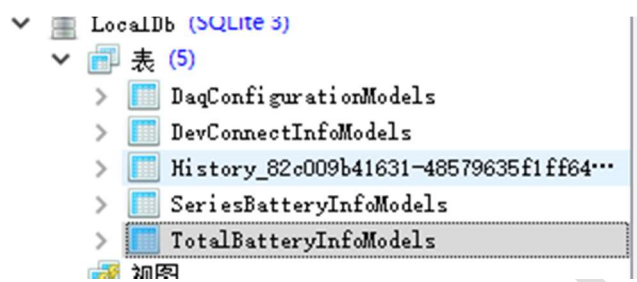 LocalDb (SQLite 3)
表 (5)
DaqConfigurationModels
DevConnectInfoModels
History_82c009b41631-48579635f1ff64⋯
SeriesBatteryInfoModels
TotalBatteryInfoModels
视图